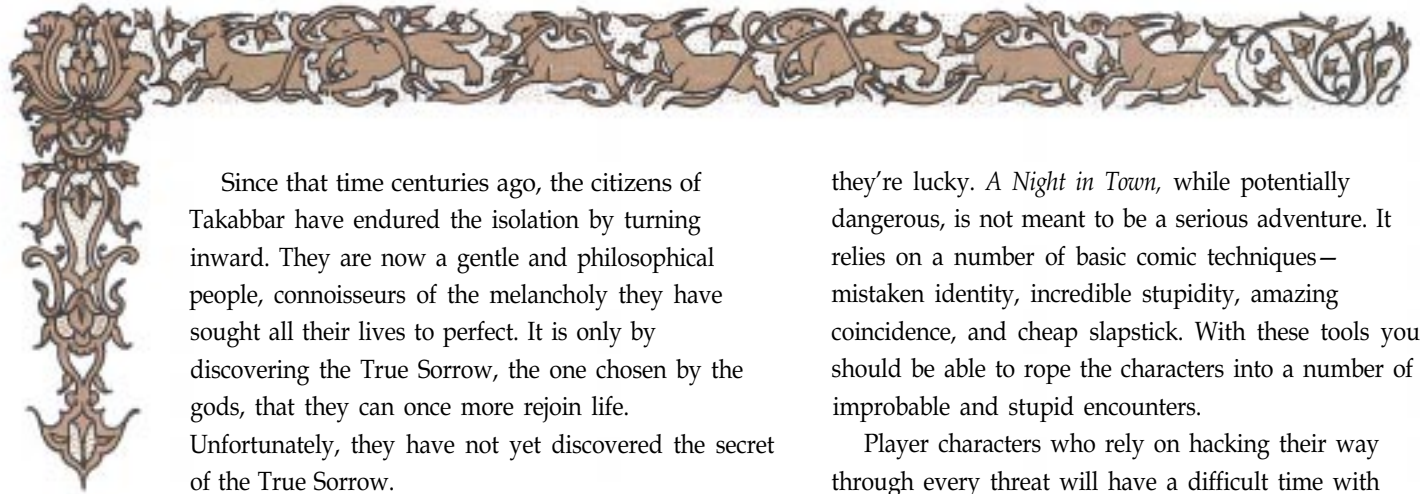 Since that time centuries ago, the citizens of
Takabbar have endured the isolation by turning
inward. They are now a gentle and philosophical
people, connoisseurs of the melancholy they have
sought all their lives to perfect. It is only by
discovering the True Sorrow, the one chosen by the
gods, that they can once more rejoin life.
Unfortunately, they have not yet discovered the secret
of the True Sorrow.
they’re lucky. A Night in Town, while potentially
dangerous, is not meant to be a serious adventure. It
relies on a number of basic comic techniques—
mistaken identity, incredible stupidity, amazing
coincidence, and cheap slapstick. With these tools you
should be able to rope the characters into a number of
improbable and stupid encounters.
Player characters who rely on hacking their way
through every threat will have a difficult time with